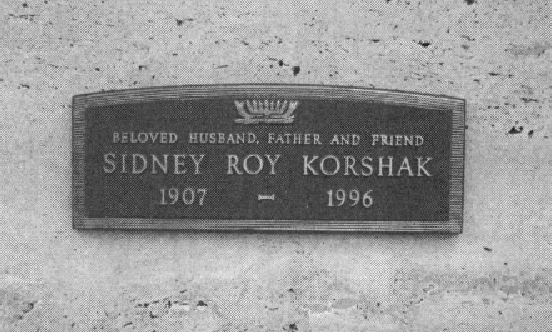 BELOVED HUSBAND, FATHER AND FRIEND
SIDNEY ROY KORSHAK
1907 – 1996